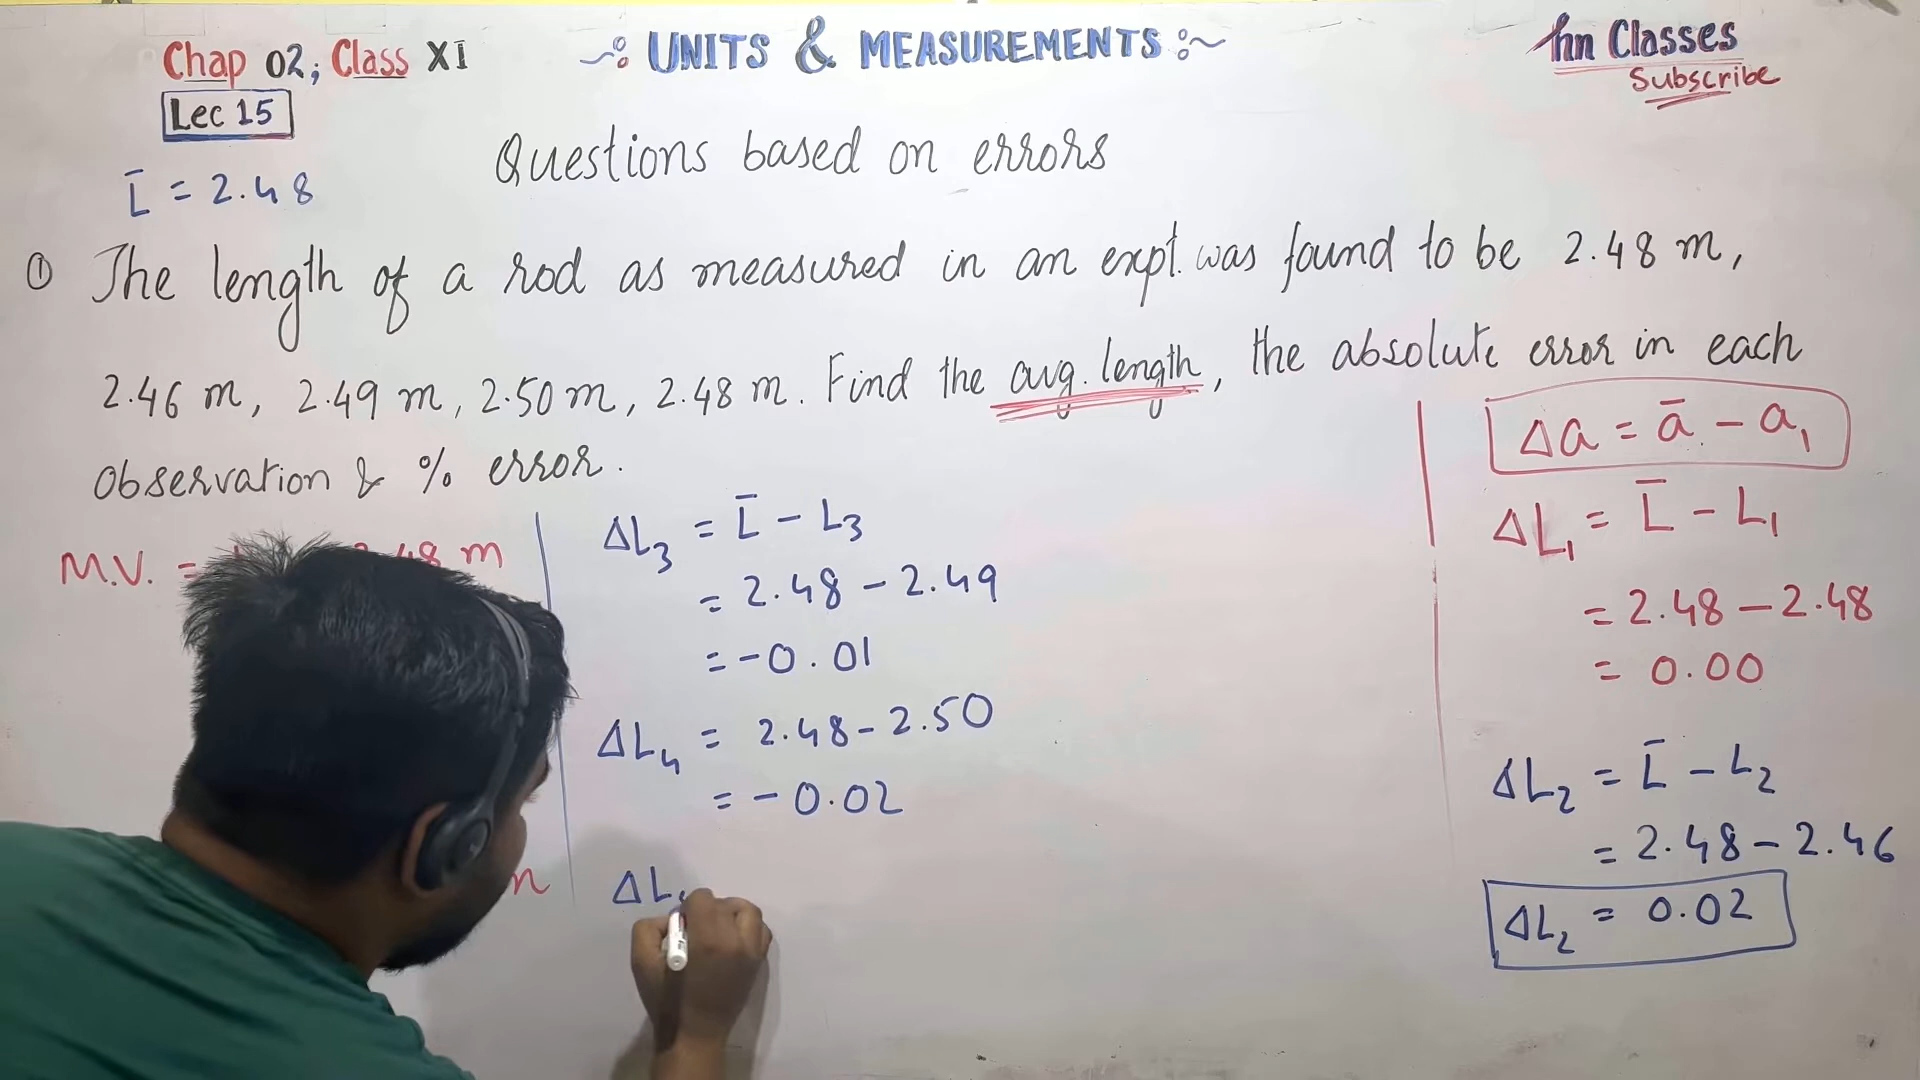 Chap 02; Class XI
UNITS & MEASUREMENTS
hn Classes
Subscribe
Lec 15
Questions based on errors
L̄ = 2.48
① The length of a rod as measured in an expt. was found to be 2.48 m,
2.46 m, 2.49 m, 2.50 m, 2.48 m. Find the avg. length, the absolute error in each
observation & % error.
M.V. = 2.48 m
ΔL₃ = L̄ - L₃
= 2.48 - 2.49
= -0.01
ΔL₄ = 2.48 - 2.50
= - 0.02
ΔL
Δa = ā - a₁
ΔL₁ = L̄ - L₁
= 2.48 - 2.48
= 0.00
ΔL₂ = L̄ - L₂
= 2.48 - 2.46
ΔL₂ = 0.02